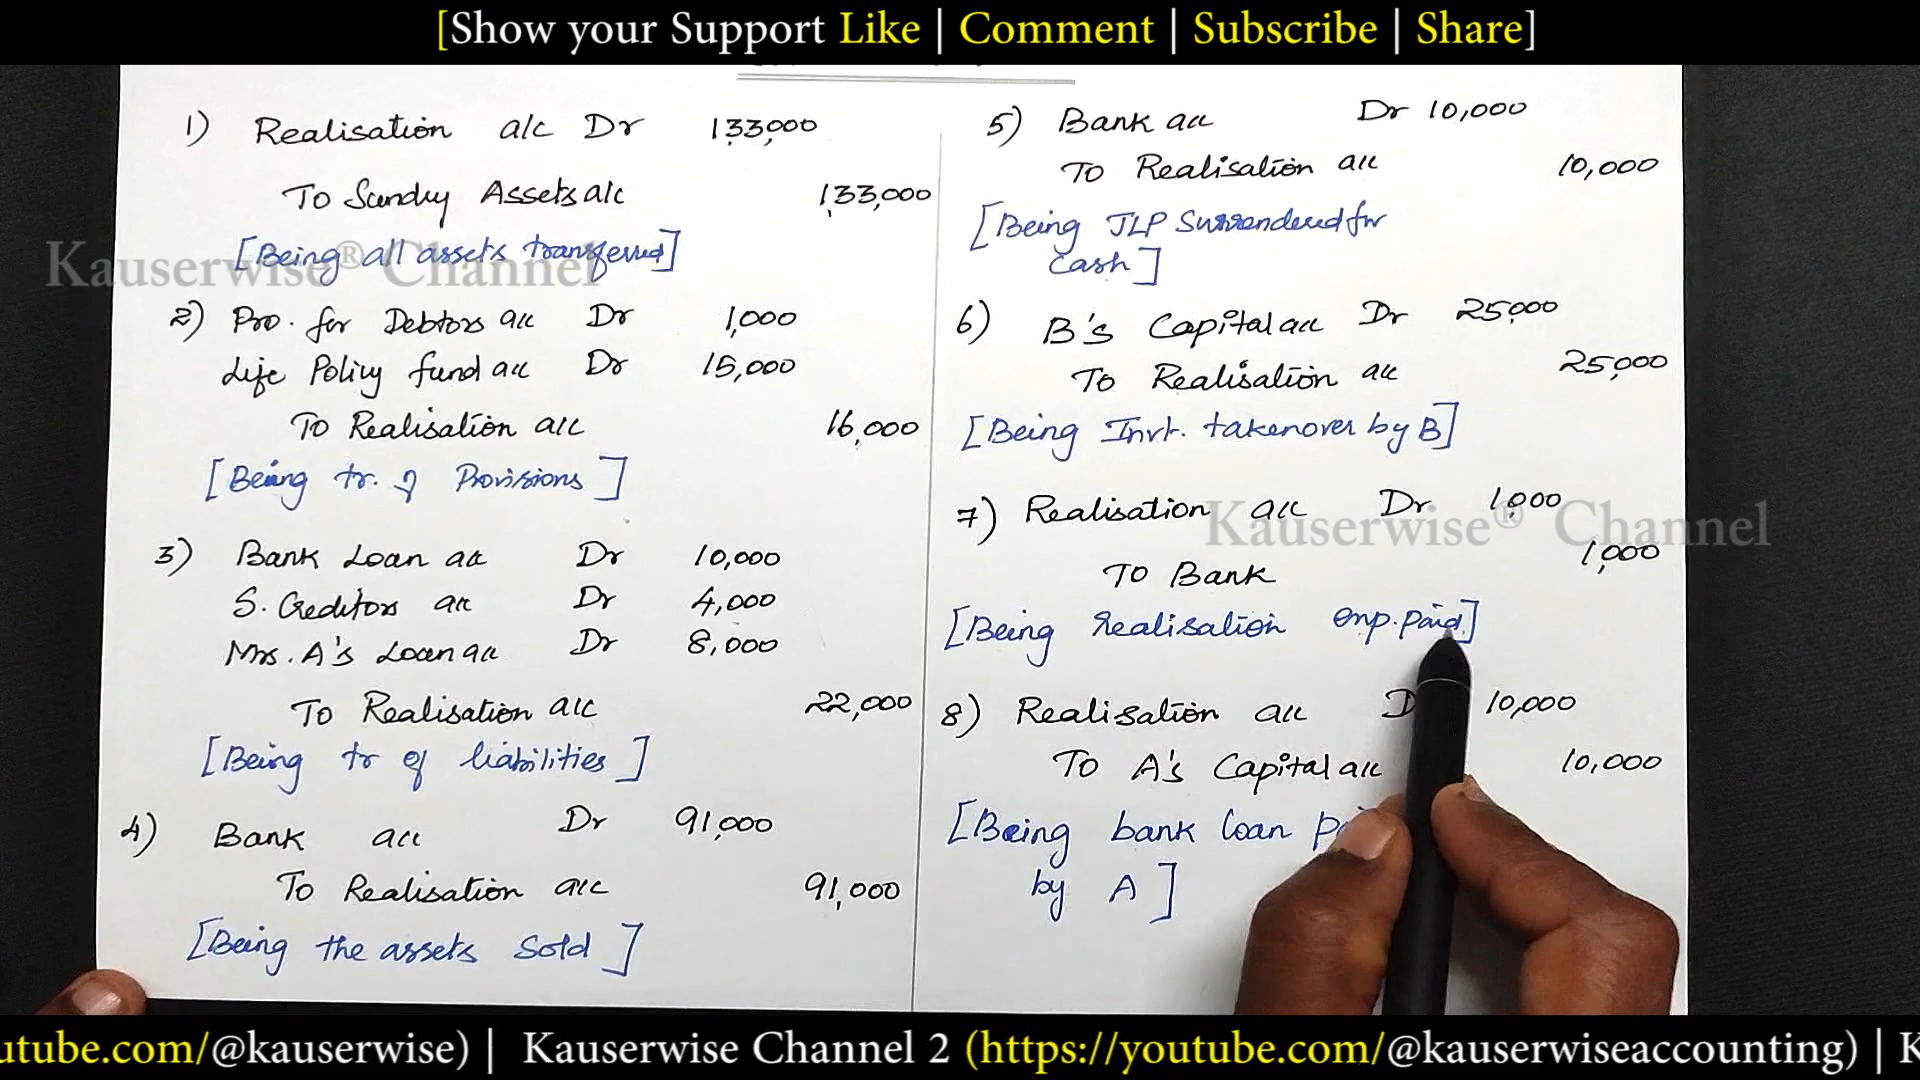 [Show your Support Like | Comment | Subscribe | Share]
1) Realisation a/c Dr 133,000
To Sundry Assets a/c 133,000
[Being all assets transferred]
2) Pro. for Debtors a/c Dr 1,000
Life Policy fund a/c Dr 15,000
To Realisation a/c 16,000
[Being tr. of Provisions]
3) Bank Loan a/c Dr 10,000
S. Creditors a/c Dr 4,000
Mrs. A's Loan a/c Dr 8,000
To Realisation a/c 22,000
[Being tr of liabilities]
4) Bank a/c Dr 91,000
To Realisation a/c 91,000
[Being the assets Sold]
5) Bank a/c Dr 10,000
To Realisation a/c 10,000
[Being JLP Surrendered for
Cash]
6) B's Capital a/c Dr 25,000
To Realisation a/c 25,000
[Being Invt. takenover by B]
7) Realisation a/c Dr 1,000
To Bank 1,000
[Being Realisation exp. paid.]
8) Realisation a/c D 10,000
To A's Capital a/c 10,000
[Being bank loan
by A]
Kauserwise® Channel
Kauserwise® Channel
utube.com/@kauserwise) | Kauserwise Channel 2 (https://youtube.com/@kauserwiseaccounting) | K